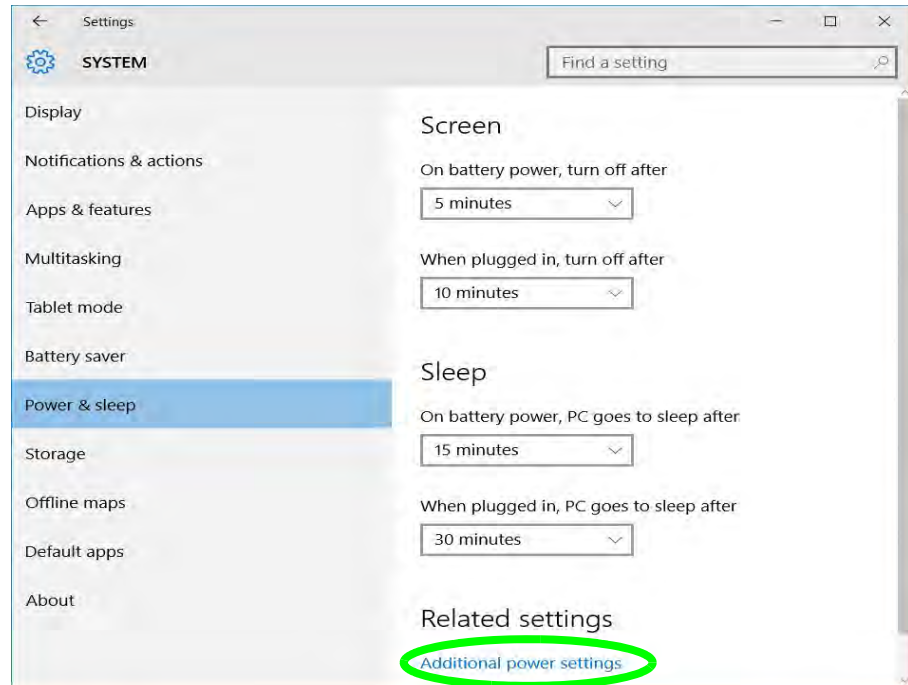 Settings
SYSTEM
Find a setting
Display
Notifications & actions
Apps & features
Multitasking
Tablet mode
Battery saver
Power & sleep
Storage
Offline maps
Default apps
About
Screen
On battery power, turn off after
5 minutes
When plugged in, turn off after
10 minutes
Sleep
On battery power, PC goes to sleep after
15 minutes
When plugged in, PC goes to sleep after
30 minutes
Related settings
Additional power settings